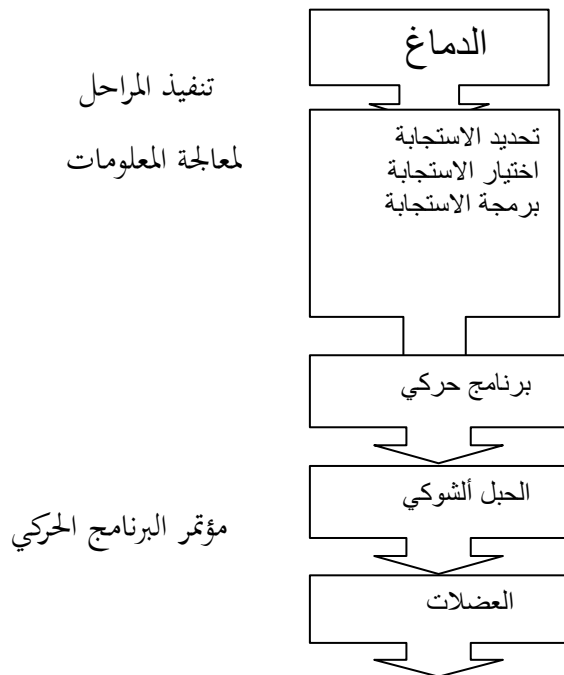 الدماغ
تنفيذ المراحل
لمعالجة المعلومات
تحديد الاستجابة
اختيار الاستجابة
برمجة الاستجابة
برنامج حركي
الحبل ألشوكي
مؤتمر البرنامج الحركي
العضلات